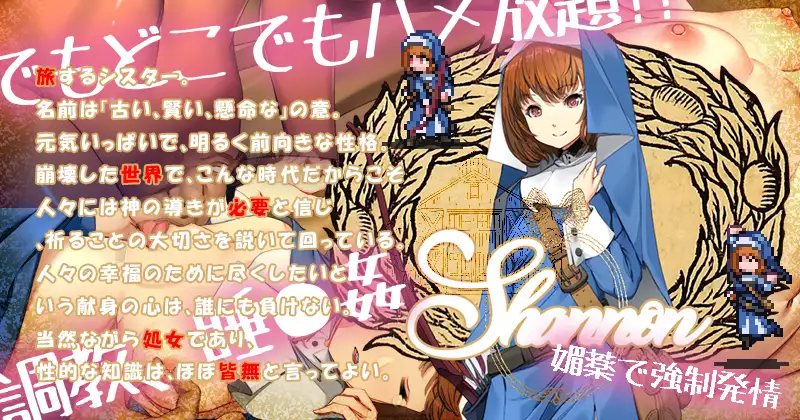 でもどこでもハメ放題!!
旅するシスター。
名前は「古い、賢い、懸命な」の意。
元気いっぱいで、明るく前向きな性格
崩壊した世界で、こんな時代だからこそ
人々には神の導きが必要と信じ
、祈ることの大切さを説いて回っている。
人々の幸福のために尽くしたいと
いう献身の心は、誰にも負けない。
当然ながら処女であり、
性的な知識は、ほぼ皆無と言ってよい。
Shannon
調教、睡●姦
媚薬で強制発情